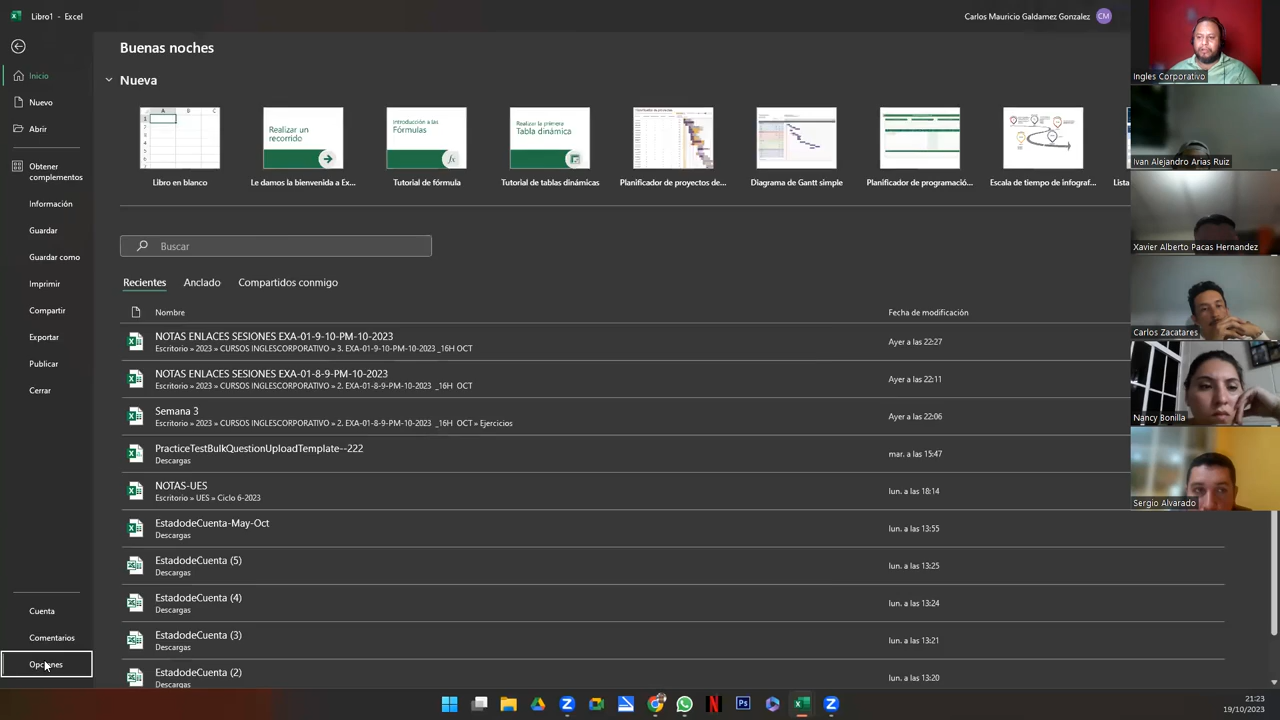 Libro1 - Excel
Carlos Mauricio Galdamez Gonzalez CM
Buenas noches
Nueva
Inicio
Nuevo
Abrir
Obtener
complementos
Información
Guardar
Guardar como
Imprimir
Compartir
Exportar
Publicar
Cerrar
Cuenta
Comentarios
Opciones
A B C
1
2
3
4
5
6
Realizar un
recorrido
Introducción a las
Fórmulas
fx
Realizar la primera
Tabla dinámica
Libro en blanco
Le damos la bienvenida a Ex...
Tutorial de fórmula
Tutorial de tablas dinámicas
Planificador de proyectos de...
Diagrama de Gantt simple
Planificador de programació...
Escala de tiempo de infograf...
Lista
Buscar
Recientes Anclado Compartidos conmigo
Nombre Fecha de modificación
NOTAS ENLACES SESIONES EXA-01-9-10-PM-10-2023
Escritorio » 2023 » CURSOS INGLESCORPORATIVO » 3. EXA-01-9-10-PM-10-2023 _16H OCT
Ayer a las 22:27
NOTAS ENLACES SESIONES EXA-01-8-9-PM-10-2023
Escritorio » 2023 » CURSOS INGLESCORPORATIVO » 2. EXA-01-8-9-PM-10-2023 _16H OCT
Ayer a las 22:11
Semana 3
Escritorio » 2023 » CURSOS INGLESCORPORATIVO » 2. EXA-01-8-9-PM-10-2023 _16H OCT » Ejercicios
Ayer a las 22:06
PracticeTestBulkQuestionUploadTemplate--222
Descargas
mar. a las 15:47
NOTAS-UES
Escritorio » UES » Ciclo 6-2023
lun. a las 18:14
EstadodeCuenta-May-Oct
Descargas
lun. a las 13:55
EstadodeCuenta (5)
Descargas
lun. a las 13:25
EstadodeCuenta (4)
Descargas
lun. a las 13:24
EstadodeCuenta (3)
Descargas
lun. a las 13:21
EstadodeCuenta (2)
Descargas
lun. a las 13:20
Ingles Corporativo
Ivan Alejandro Arias Ruiz
Xavier Alberto Pacas Hernandez
Carlos Zacatares
Nancy Bonilla
Sergio Alvarado
21:23
19/10/2023